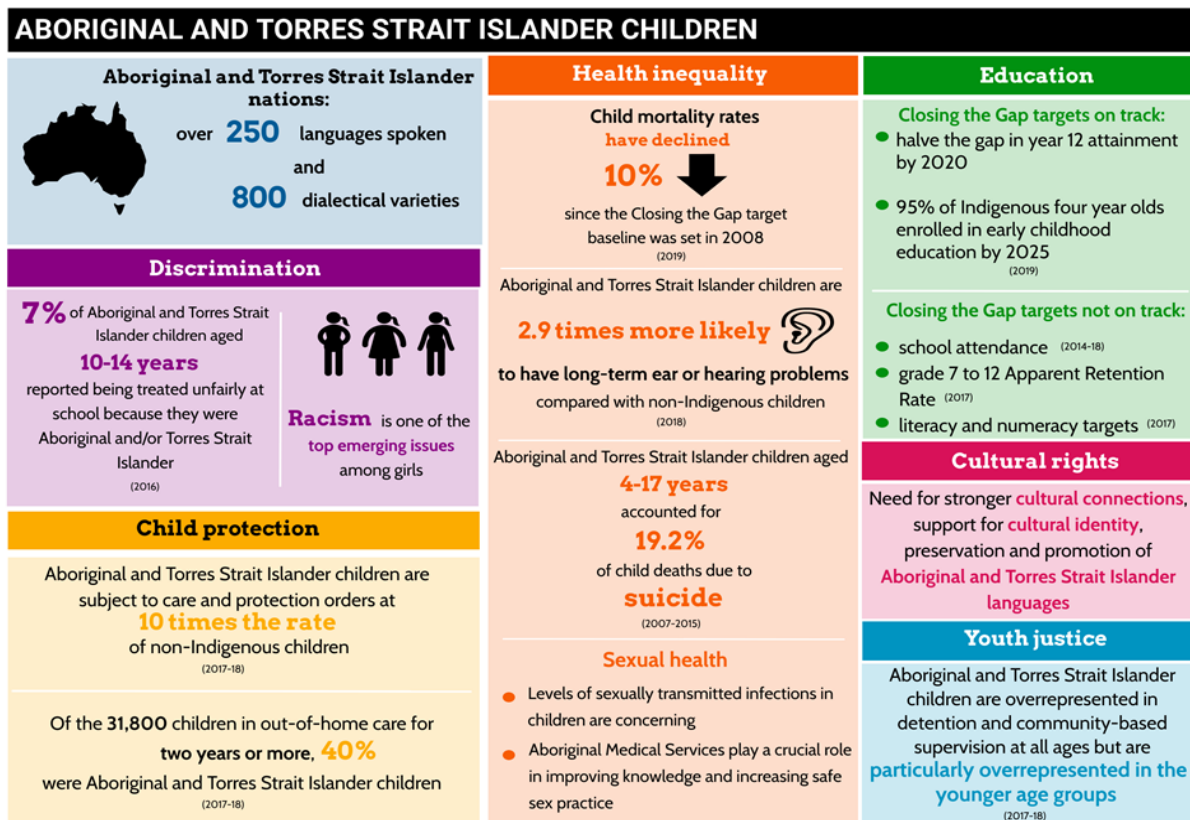 ABORIGINAL AND TORRES STRAIT ISLANDER CHILDREN
Aboriginal and Torres Strait Islander
nations:
over 250 languages spoken
and
800 dialectical varieties
Discrimination
7% of Aboriginal and Torres Strait
Islander children aged
10-14 years
reported being treated unfairly at
school because they were
Aboriginal and/or Torres Strait
Islander
(2016)
Racism is one of the
top emerging issues
among girls
Child protection
Aboriginal and Torres Strait Islander children are
subject to care and protection orders at
10 times the rate
of non-Indigenous children
(2017-18)
Of the 31,800 children in out-of-home care for
two years or more, 40%
were Aboriginal and Torres Strait Islander children
(2017-18)
Health inequality
Child mortality rates
have declined
10%
since the Closing the Gap target
baseline was set in 2008
(2019)
Aboriginal and Torres Strait Islander children are
2.9 times more likely
to have long-term ear or hearing problems
compared with non-Indigenous children
(2018)
Aboriginal and Torres Strait Islander children aged
4-17 years
accounted for
19.2%
of child deaths due to
suicide
(2007-2015)
Sexual health
Levels of sexually transmitted infections in
children are concerning
Aboriginal Medical Services play a crucial role
in improving knowledge and increasing safe
sex practice
Education
Closing the Gap targets on track:
halve the gap in year 12 attainment
by 2020
95% of Indigenous four year olds
enrolled in early childhood
education by 2025
(2019)
Closing the Gap targets not on track:
school attendance (2014-18)
grade 7 to 12 Apparent Retention
Rate (2017)
literacy and numeracy targets (2017)
Cultural rights
Need for stronger cultural connections,
support for cultural identity,
preservation and promotion of
Aboriginal and Torres Strait Islander
languages
Youth justice
Aboriginal and Torres Strait Islander
children are overrepresented in
detention and community-based
supervision at all ages but are
particularly overrepresented in the
younger age groups
(2017-18)